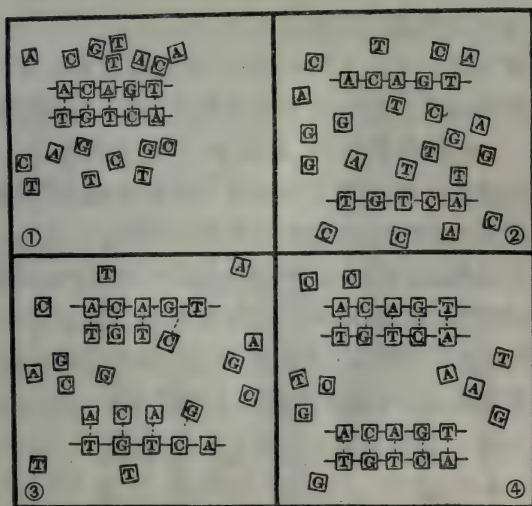 A C G T T A C A
A C A G T
T G T C A
C A G C G C
T T T
①
T C A
C
A C A G T
A T C
G A
G G
G A T G
T T
T G T C A
C C A C
②
T A
C A C A G T
T G T C A
G G
A C G C
A C A G
T G T C A
T T
③
C C
A C A G T
T G T C A
T
T C A A
G G
A C A G T
T G T C A
G
④